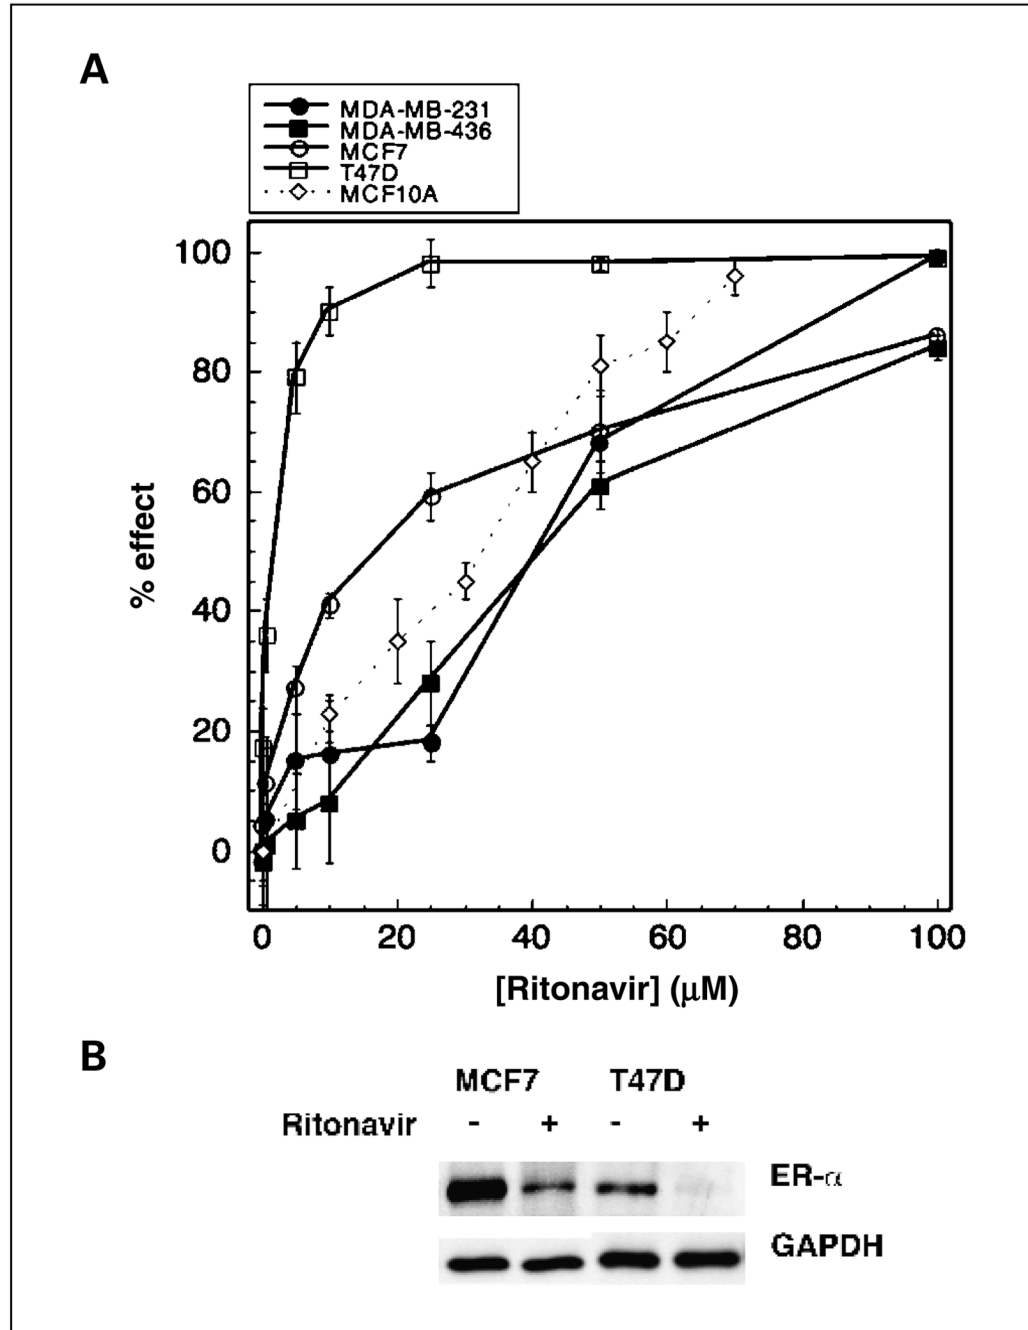 A
MDA-MB-231
MDA-MB-436
MCF7
T47D
MCF10A
100
80
60
40
20
0
% effect
0 20 40 60 80 100
[Ritonavir] (μM)
B
MCF7 T47D
Ritonavir - + - +
ER-α
GAPDH